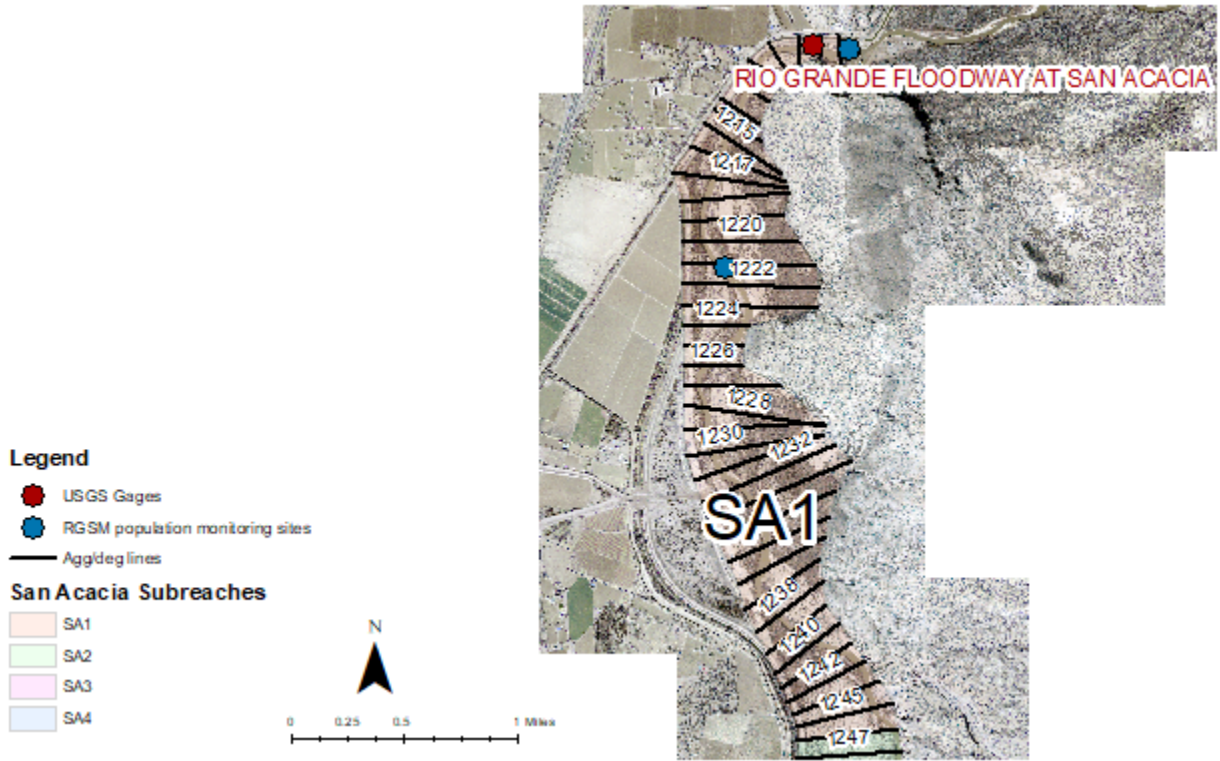 RIO GRANDE FLOODWAY AT SAN ACACIA
1215
1217
1220
1222
1224
1226
1228
1230
1232
SA1
1238
1240
1242
1245
1247
Legend
USGS Gages
RGSM population monitoring sites
Agg/deg lines
San Acacia Subreaches
SA1
SA2
SA3
SA4
N
0 0.25 0.5 1 Miles